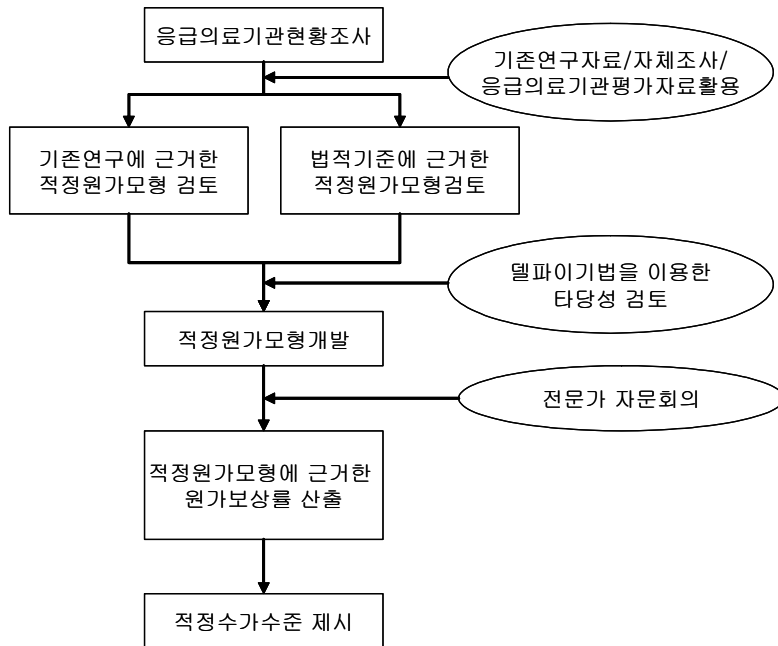 응급의료기관현황조사
기존연구자료/자체조사/
응급의료기관평가자료활용
기존연구에 근거한
적정원가모형 검토
법적기준에 근거한
적정원가모형검토
델파이기법을 이용한
타당성 검토
적정원가모형개발
전문가 자문회의
적정원가모형에 근거한
원가보상률 산출
적정수가수준 제시